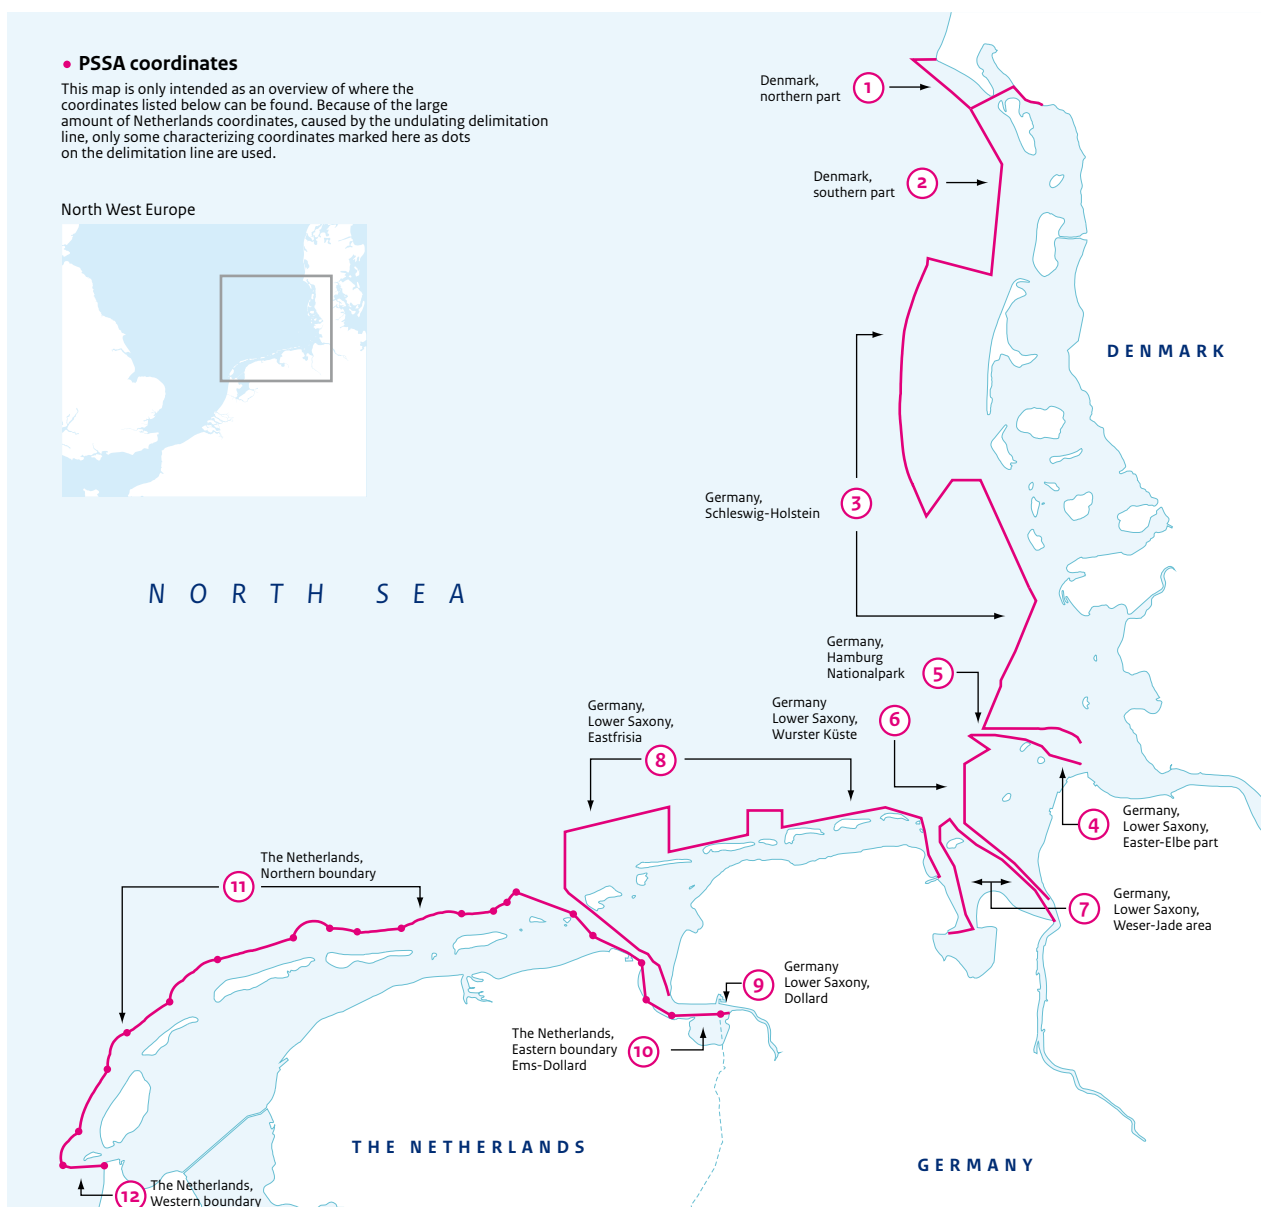 • PSSA coordinates
This map is only intended as an overview of where the
coordinates listed below can be found. Because of the large
amount of Netherlands coordinates, caused by the undulating delimitation
line, only some characterizing coordinates marked here as dots
on the delimitation line are used.
North West Europe
Denmark,
northern part
1
Denmark,
southern part
2
DENMARK
Germany,
Schleswig-Holstein
3
NORTH SEA
Germany,
Hamburg
Nationalpark
5
Germany
Lower Saxony,
Wurster Küste
6
Germany,
Lower Saxony,
Eastfrisia
8
4
Germany,
Lower Saxony,
Easter-Elbe part
The Netherlands,
Northern boundary
11
7
Germany,
Lower Saxony,
Weser-Jade area
9
Germany
Lower Saxony,
Dollard
The Netherlands,
Eastern boundary
Ems-Dollard
10
THE NETHERLANDS
GERMANY
12
The Netherlands,
Western boundary